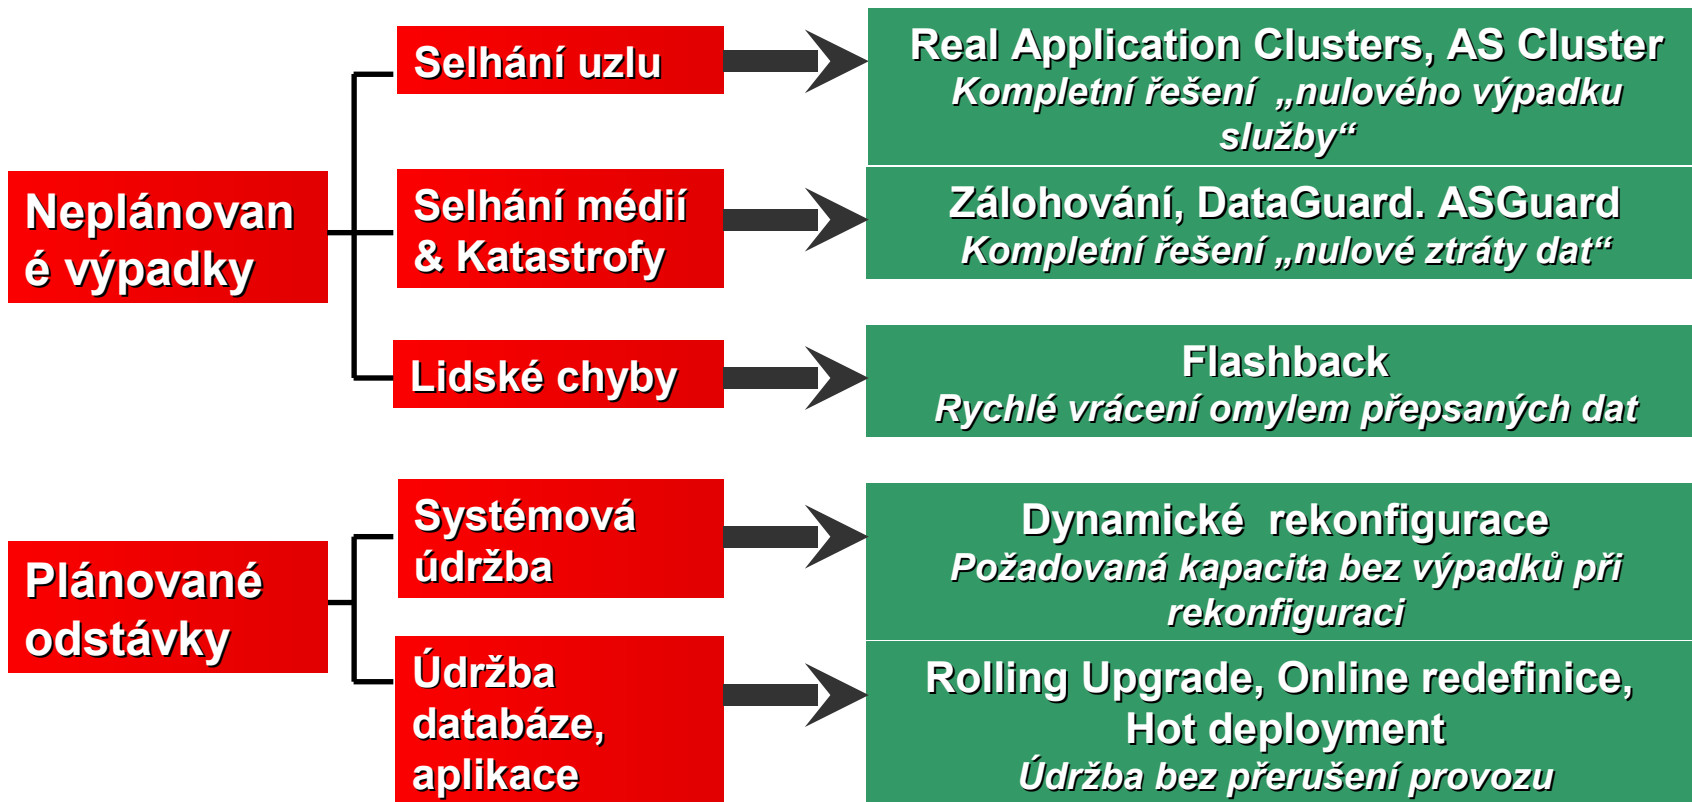 Neplánovan
é výpadky
Selhání uzlu
Real Application Clusters, AS Cluster
Kompletní řešení „nulového výpadku
služby“
Selhání médií
& Katastrofy
Zálohování, DataGuard. ASGuard
Kompletní řešení „nulové ztráty dat“
Lidské chyby
Flashback
Rychlé vrácení omylem přepsaných dat
Plánované
odstávky
Systémová
údržba
Dynamické rekonfigurace
Požadovaná kapacita bez výpadků při
rekonfiguraci
Údržba
databáze,
aplikace
Rolling Upgrade, Online redefinice,
Hot deployment
Údržba bez přerušení provozu